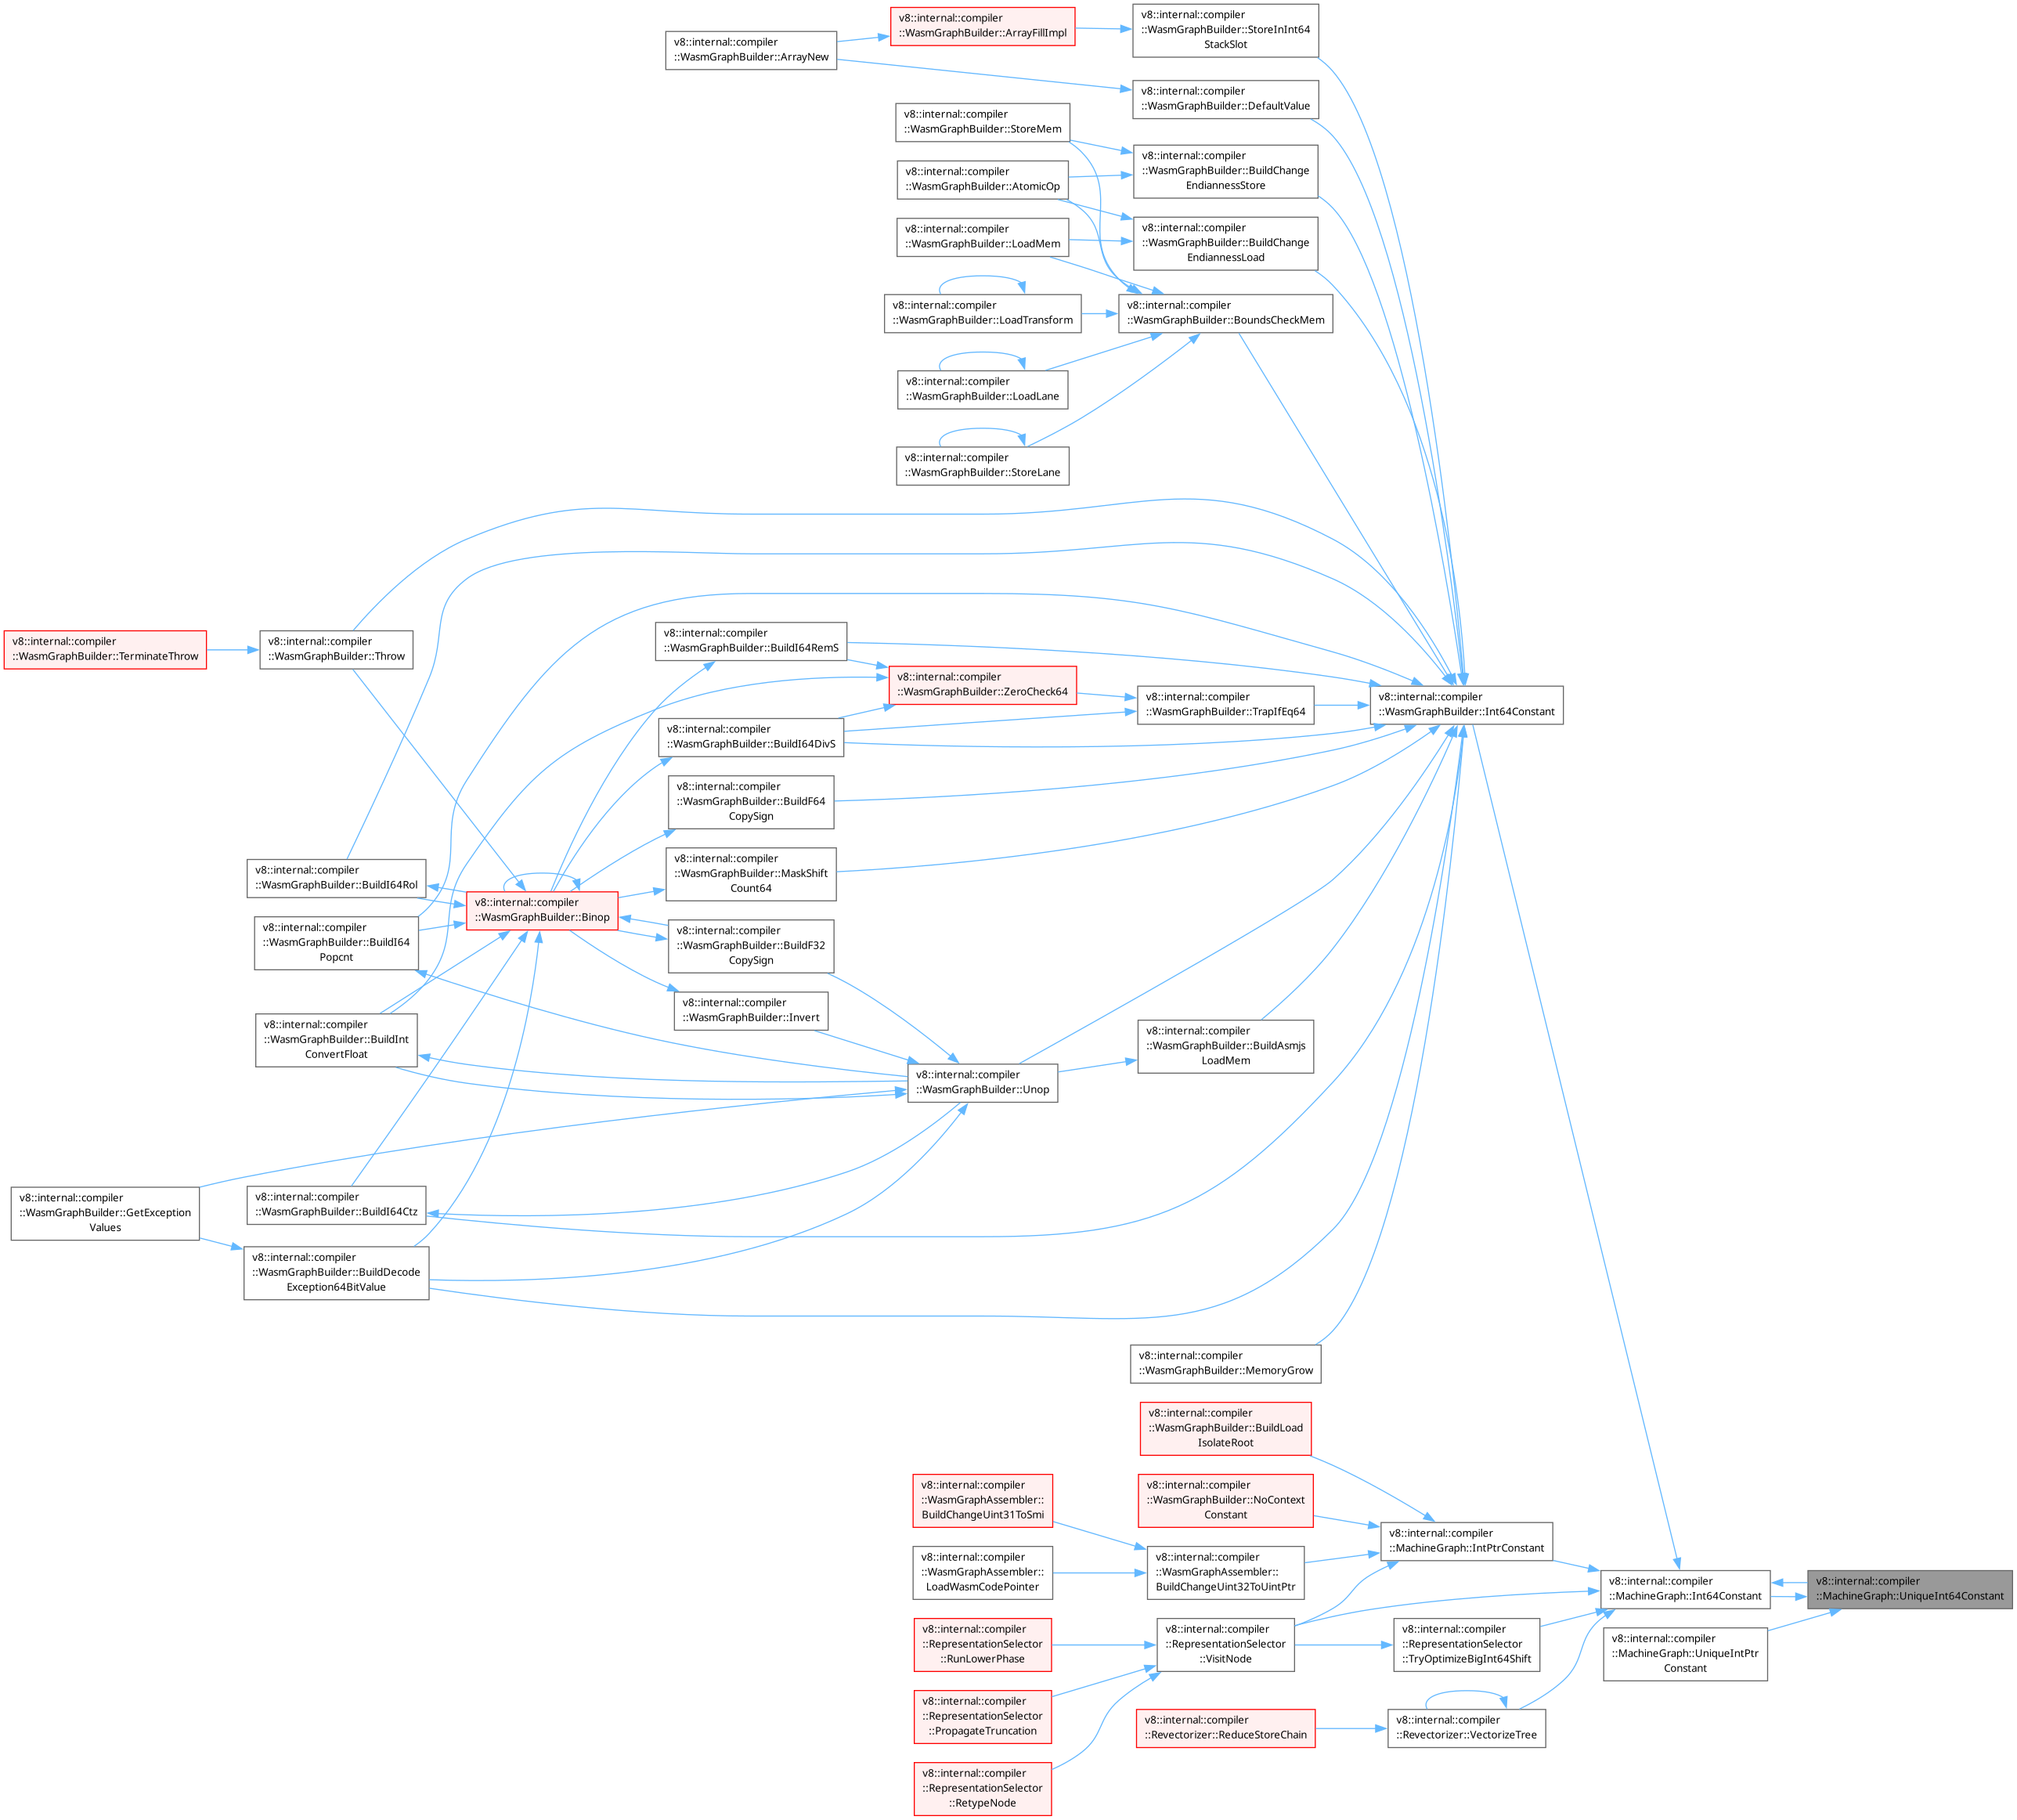 v8::internal::compiler
::WasmGraphBuilder::StoreInInt64
StackSlot
v8::internal::compiler
::WasmGraphBuilder::ArrayFillImpl
v8::internal::compiler
::WasmGraphBuilder::ArrayNew
v8::internal::compiler
::WasmGraphBuilder::DefaultValue
v8::internal::compiler
::WasmGraphBuilder::StoreMem
v8::internal::compiler
::WasmGraphBuilder::BuildChange
EndiannessStore
v8::internal::compiler
::WasmGraphBuilder::AtomicOp
v8::internal::compiler
::WasmGraphBuilder::LoadMem
v8::internal::compiler
::WasmGraphBuilder::BuildChange
EndiannessLoad
v8::internal::compiler
::WasmGraphBuilder::LoadTransform
v8::internal::compiler
::WasmGraphBuilder::BoundsCheckMem
v8::internal::compiler
::WasmGraphBuilder::LoadLane
v8::internal::compiler
::WasmGraphBuilder::StoreLane
v8::internal::compiler
::WasmGraphBuilder::TerminateThrow
v8::internal::compiler
::WasmGraphBuilder::Throw
v8::internal::compiler
::WasmGraphBuilder::BuildI64RemS
v8::internal::compiler
::WasmGraphBuilder::ZeroCheck64
v8::internal::compiler
::WasmGraphBuilder::TrapIfEq64
v8::internal::compiler
::WasmGraphBuilder::Int64Constant
v8::internal::compiler
::WasmGraphBuilder::BuildI64DivS
v8::internal::compiler
::WasmGraphBuilder::BuildF64
CopySign
v8::internal::compiler
::WasmGraphBuilder::MaskShift
Count64
v8::internal::compiler
::WasmGraphBuilder::BuildI64Rol
v8::internal::compiler
::WasmGraphBuilder::Binop
v8::internal::compiler
::WasmGraphBuilder::BuildI64
Popcnt
v8::internal::compiler
::WasmGraphBuilder::BuildF32
CopySign
v8::internal::compiler
::WasmGraphBuilder::Invert
v8::internal::compiler
::WasmGraphBuilder::BuildInt
ConvertFloat
v8::internal::compiler
::WasmGraphBuilder::BuildAsmjs
LoadMem
v8::internal::compiler
::WasmGraphBuilder::Unop
v8::internal::compiler
::WasmGraphBuilder::GetException
Values
v8::internal::compiler
::WasmGraphBuilder::BuildI64Ctz
v8::internal::compiler
::WasmGraphBuilder::BuildDecode
Exception64BitValue
v8::internal::compiler
::WasmGraphBuilder::MemoryGrow
v8::internal::compiler
::WasmGraphBuilder::BuildLoad
IsolateRoot
v8::internal::compiler
::WasmGraphAssembler::
BuildChangeUint31ToSmi
v8::internal::compiler
::WasmGraphBuilder::NoContext
Constant
v8::internal::compiler
::MachineGraph::IntPtrConstant
v8::internal::compiler
::WasmGraphAssembler::
LoadWasmCodePointer
v8::internal::compiler
::WasmGraphAssembler::
BuildChangeUint32ToUintPtr
v8::internal::compiler
::MachineGraph::Int64Constant
v8::internal::compiler
::MachineGraph::UniqueInt64Constant
v8::internal::compiler
::RepresentationSelector
::RunLowerPhase
v8::internal::compiler
::RepresentationSelector
::VisitNode
v8::internal::compiler
::RepresentationSelector
::TryOptimizeBigInt64Shift
v8::internal::compiler
::MachineGraph::UniqueIntPtr
Constant
v8::internal::compiler
::RepresentationSelector
::PropagateTruncation
v8::internal::compiler
::Revectorizer::ReduceStoreChain
v8::internal::compiler
::Revectorizer::VectorizeTree
v8::internal::compiler
::RepresentationSelector
::RetypeNode